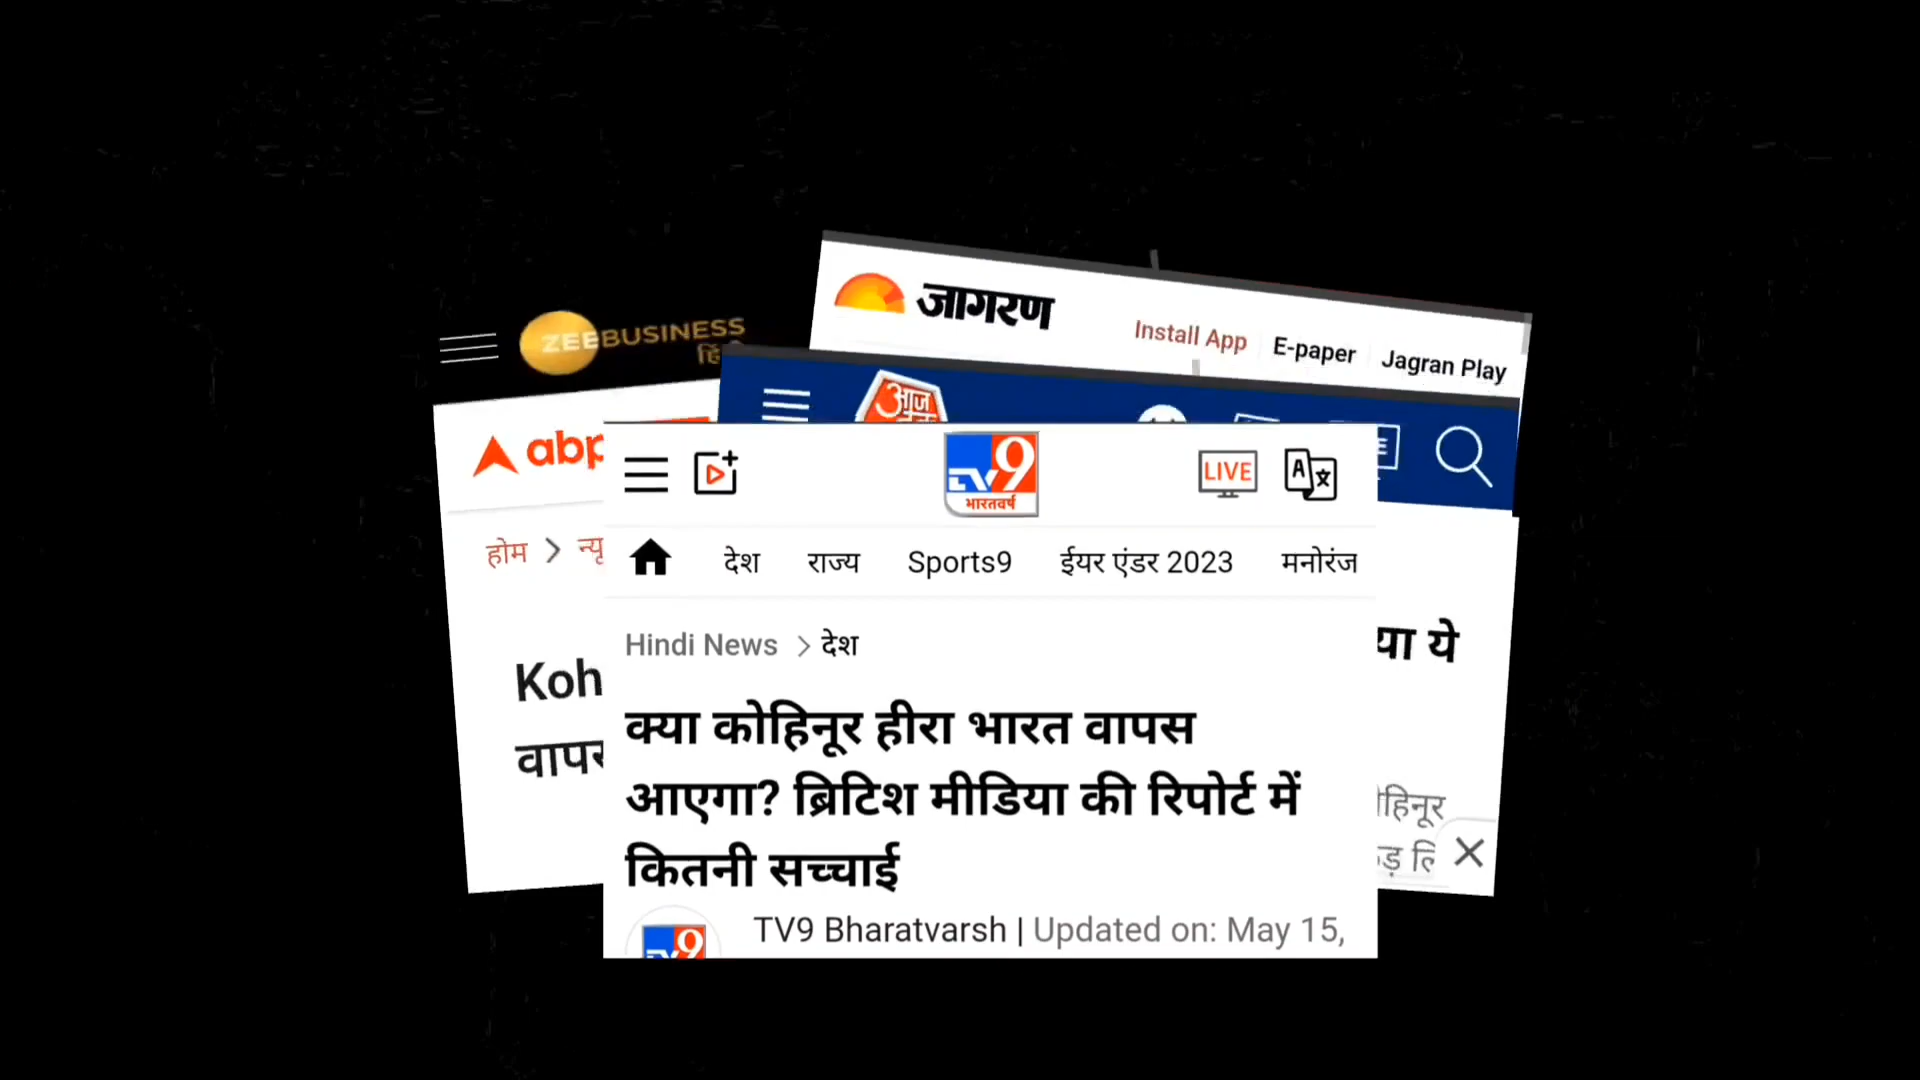 जागरण
Install App E-paper Jagran Play
ZEEBUSINESS
आज
abp
LIVE
TV9
भारतवर्ष
होम > न्यू
देश राज्य Sports9 ईयर एंडर 2023 मनोरंज
Hindi News > देश
या ये
Koh
क्या कोहिनूर हीरा भारत वापस
आएगा? ब्रिटिश मीडिया की रिपोर्ट में
कितनी सच्चाई
TV9 Bharatvarsh | Updated on: May 15,